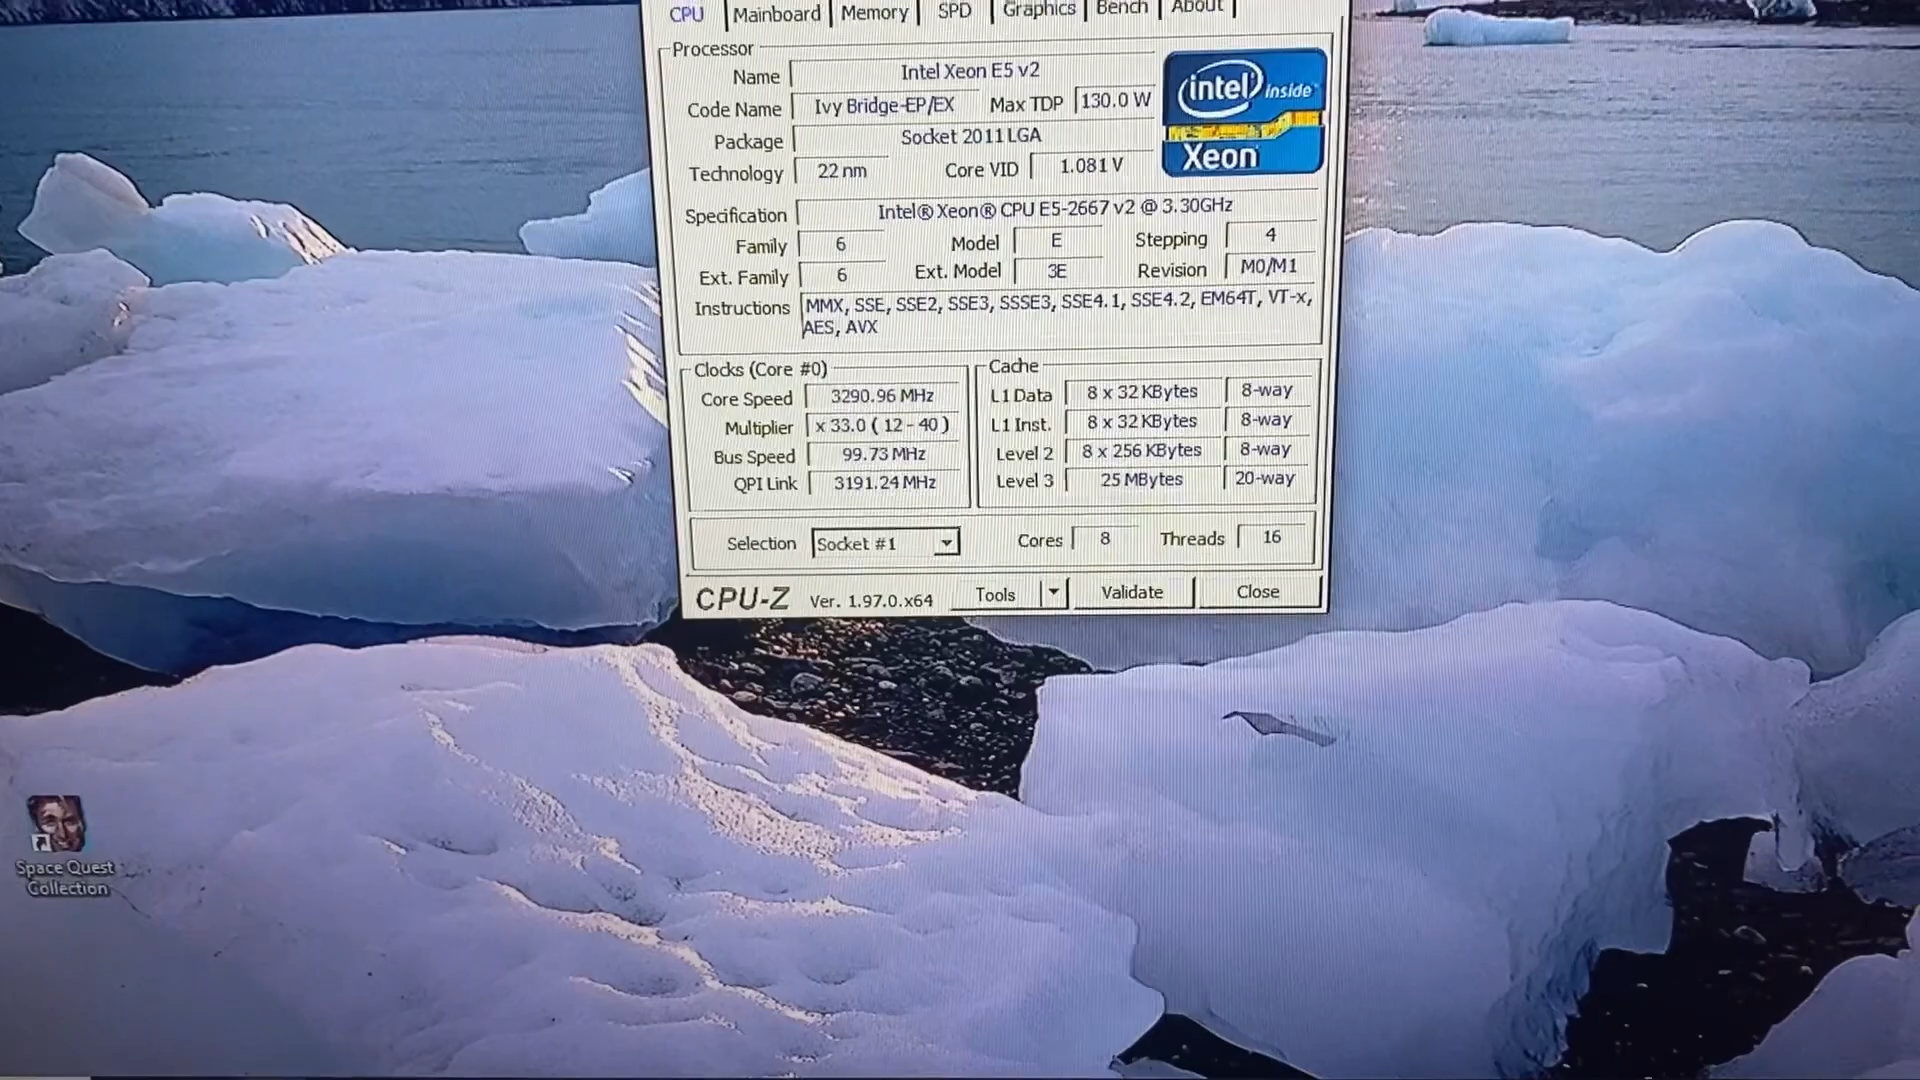 CPU Mainboard Memory SPD Graphics Bench About
Processor
Name Intel Xeon E5 v2
Code Name Ivy Bridge-EP/EX Max TDP 130.0 W
Package Socket 2011 LGA
Technology 22 nm Core VID 1.081 V
intel inside
Xeon
Specification Intel® Xeon® CPU E5-2667 v2 @ 3.30GHz
Family 6 Model E Stepping 4
Ext. Family 6 Ext. Model 3E Revision M0/M1
Instructions MMX, SSE, SSE2, SSE3, SSSE3, SSE4.1, SSE4.2, EM64T, VT-x,
AES, AVX
Clocks (Core #0)
Core Speed 3290.96 MHz
Multiplier x 33.0 ( 12 - 40 )
Bus Speed 99.73 MHz
QPI Link 3191.24 MHz
Cache
L1 Data 8 x 32 KBytes 8-way
L1 Inst. 8 x 32 KBytes 8-way
Level 2 8 x 256 KBytes 8-way
Level 3 25 MBytes 20-way
Selection Socket #1 Cores 8 Threads 16
CPU-Z Ver. 1.97.0.x64 Tools Validate Close
Space Quest
Collection